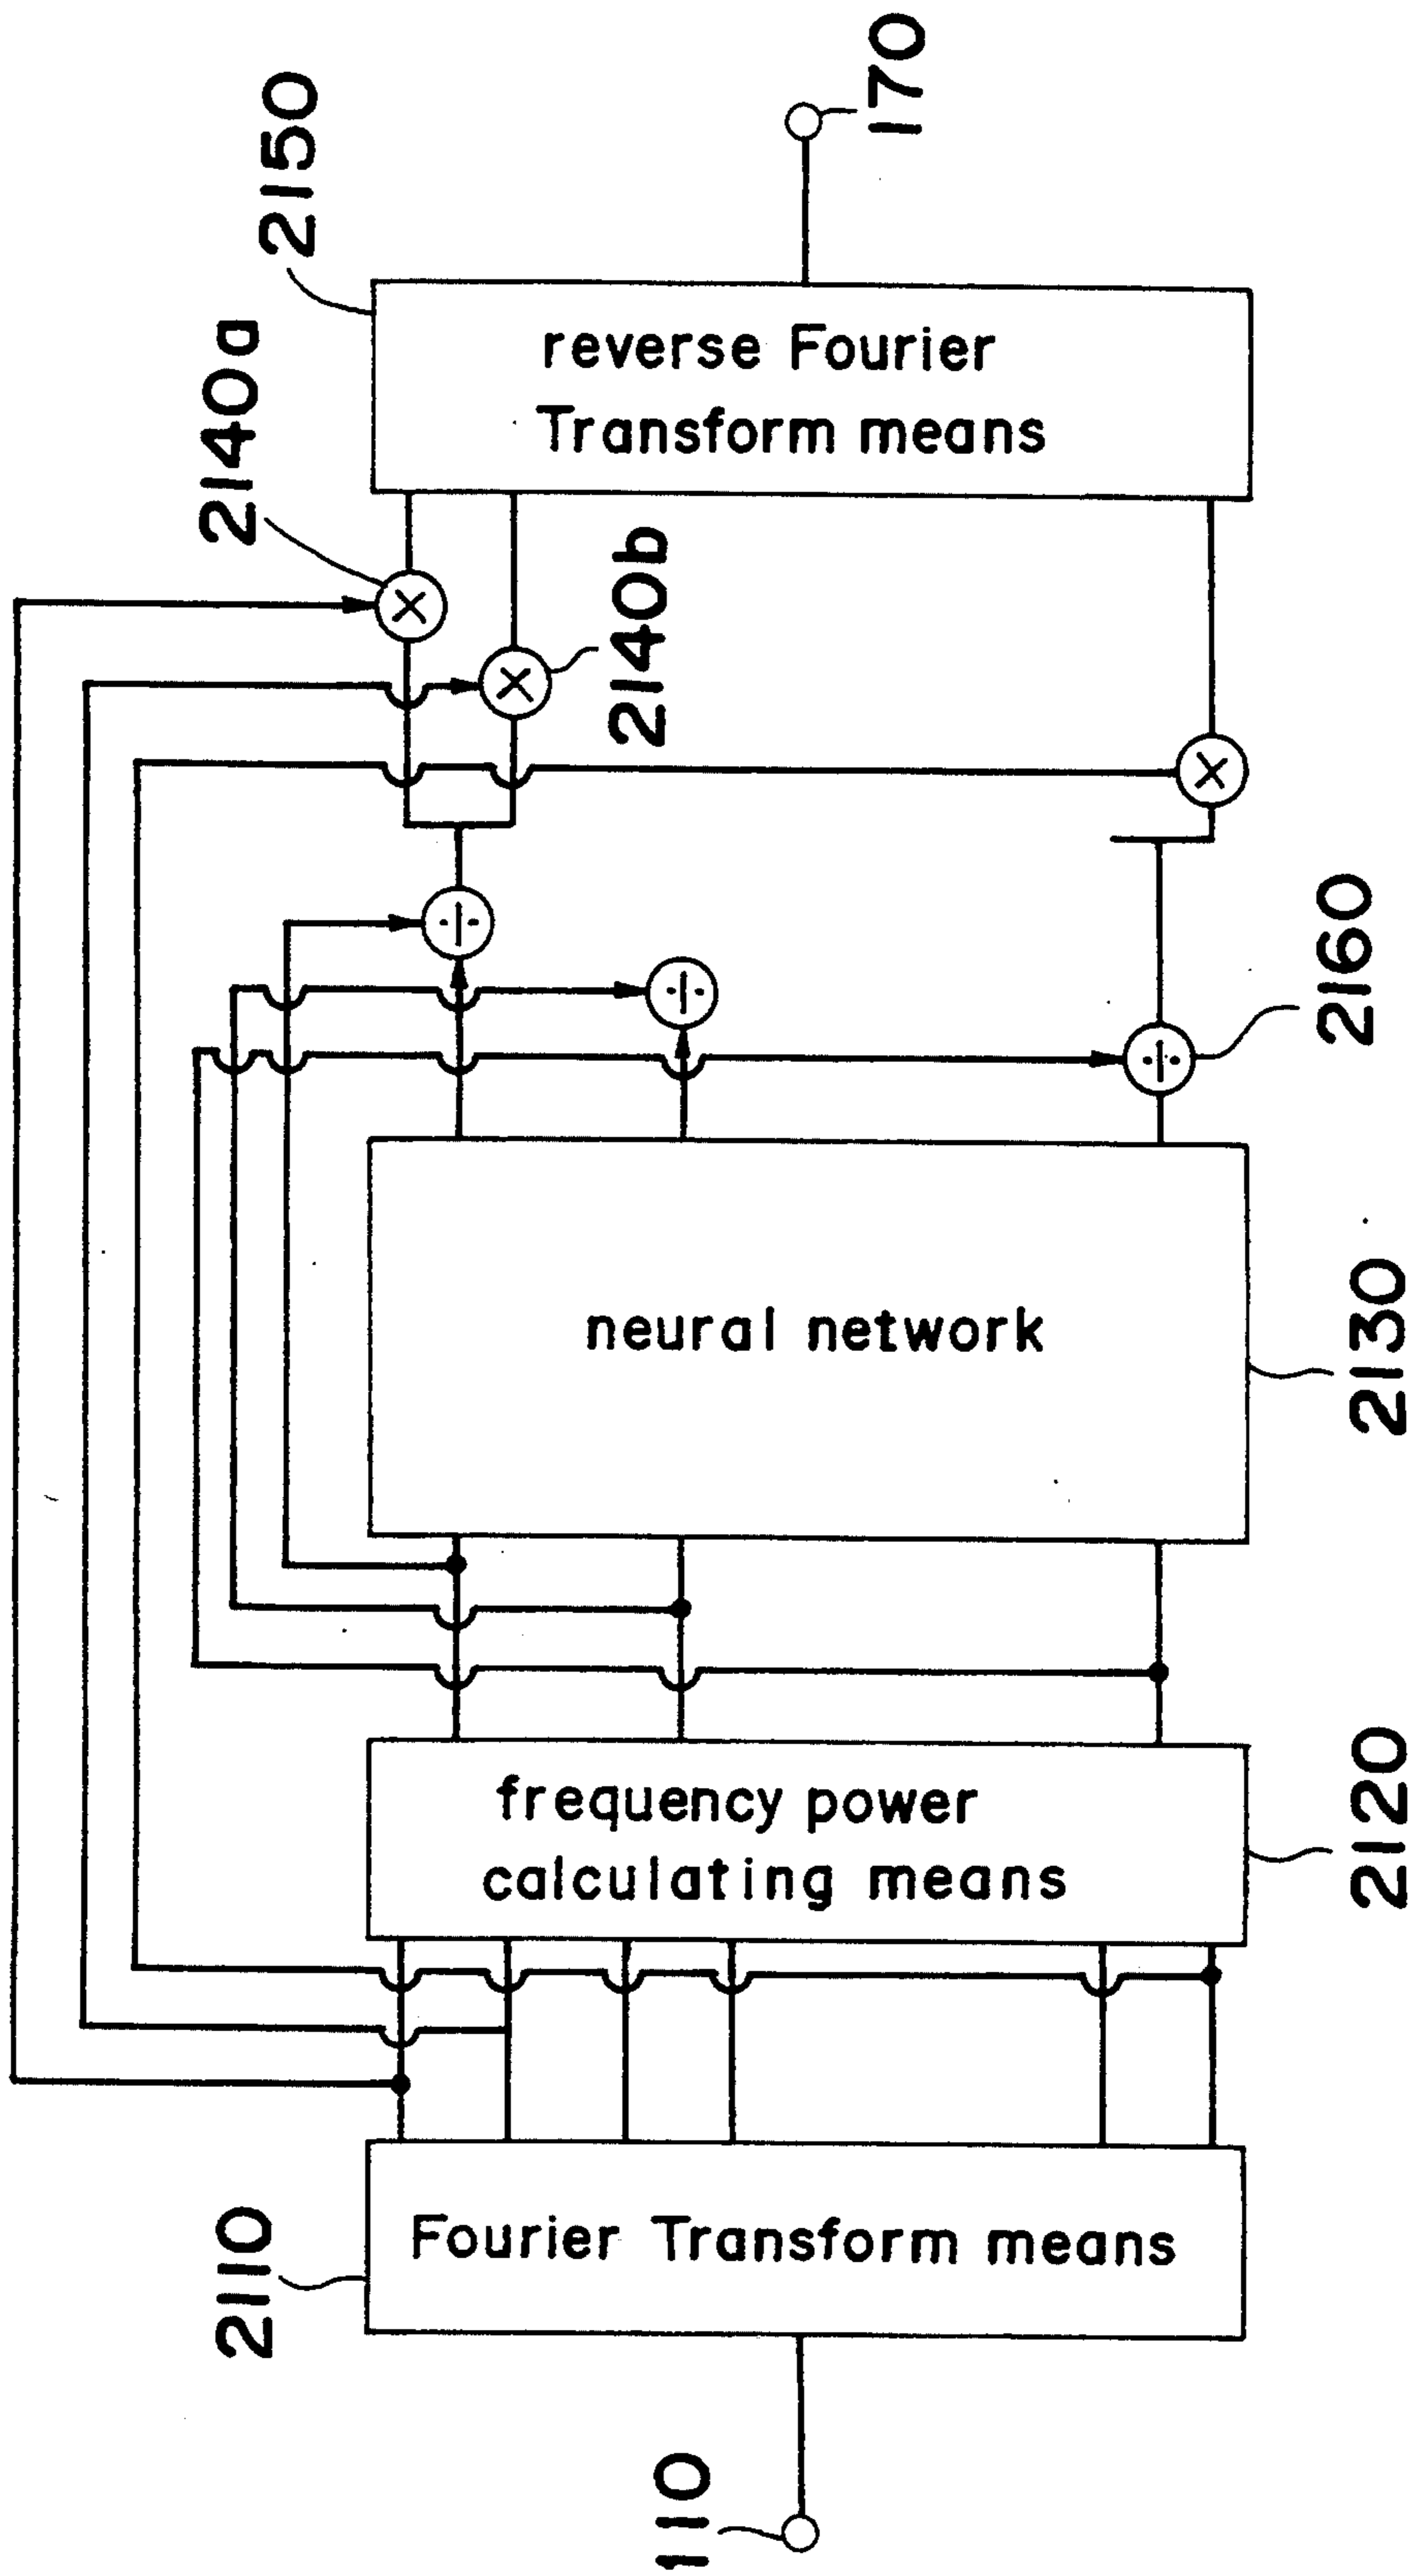 170
2150
reverse Fourier
Transform means
2140a
2140b
2160
neural network
2130
frequency power
calculating means
2120
2110
Fourier Transform means
110